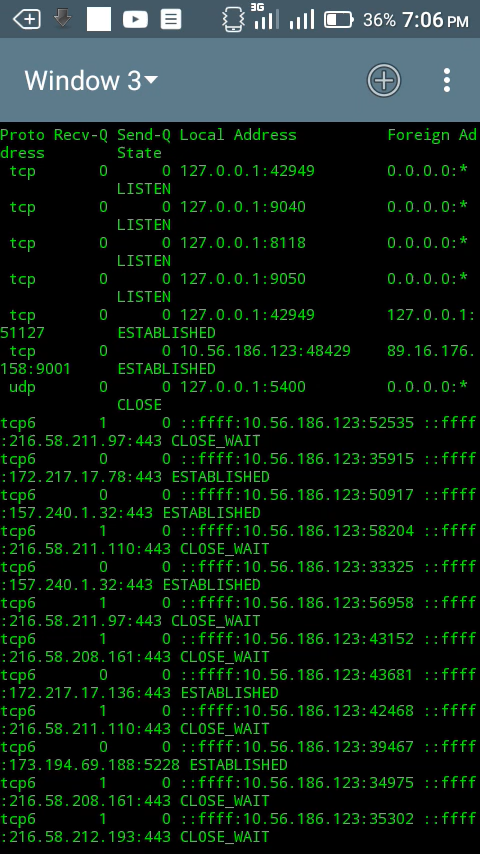 3G 36% 7:06 PM
Window 3
Proto Recv-Q Send-Q Local Address Foreign Ad
dress State
tcp 0 0 127.0.0.1:42949 0.0.0.0:*
LISTEN
tcp 0 0 127.0.0.1:9040 0.0.0.0:*
LISTEN
tcp 0 0 127.0.0.1:8118 0.0.0.0:*
LISTEN
tcp 0 0 127.0.0.1:9050 0.0.0.0:*
LISTEN
tcp 0 0 127.0.0.1:42949 127.0.0.1:
51127 ESTABLISHED
tcp 0 0 10.56.186.123:48429 89.16.176.
158:9001 ESTABLISHED
udp 0 0 127.0.0.1:5400 0.0.0.0:*
CLOSE
tcp6 1 0 ::ffff:10.56.186.123:52535 ::ffff
:216.58.211.97:443 CLOSE_WAIT
tcp6 0 0 ::ffff:10.56.186.123:35915 ::ffff
:172.217.17.78:443 ESTABLISHED
tcp6 0 0 ::ffff:10.56.186.123:50917 ::ffff
:157.240.1.32:443 ESTABLISHED
tcp6 1 0 ::ffff:10.56.186.123:58204 ::ffff
:216.58.211.110:443 CLOSE_WAIT
tcp6 0 0 ::ffff:10.56.186.123:33325 ::ffff
:157.240.1.32:443 ESTABLISHED
tcp6 1 0 ::ffff:10.56.186.123:56958 ::ffff
:216.58.211.97:443 CLOSE_WAIT
tcp6 1 0 ::ffff:10.56.186.123:43152 ::ffff
:216.58.208.161:443 CLOSE_WAIT
tcp6 0 0 ::ffff:10.56.186.123:43681 ::ffff
:172.217.17.136:443 ESTABLISHED
tcp6 1 0 ::ffff:10.56.186.123:42468 ::ffff
:216.58.211.110:443 CLOSE_WAIT
tcp6 0 0 ::ffff:10.56.186.123:39467 ::ffff
:173.194.69.188:5228 ESTABLISHED
tcp6 1 0 ::ffff:10.56.186.123:34975 ::ffff
:216.58.208.161:443 CLOSE_WAIT
tcp6 1 0 ::ffff:10.56.186.123:35302 ::ffff
:216.58.212.193:443 CLOSE_WAIT